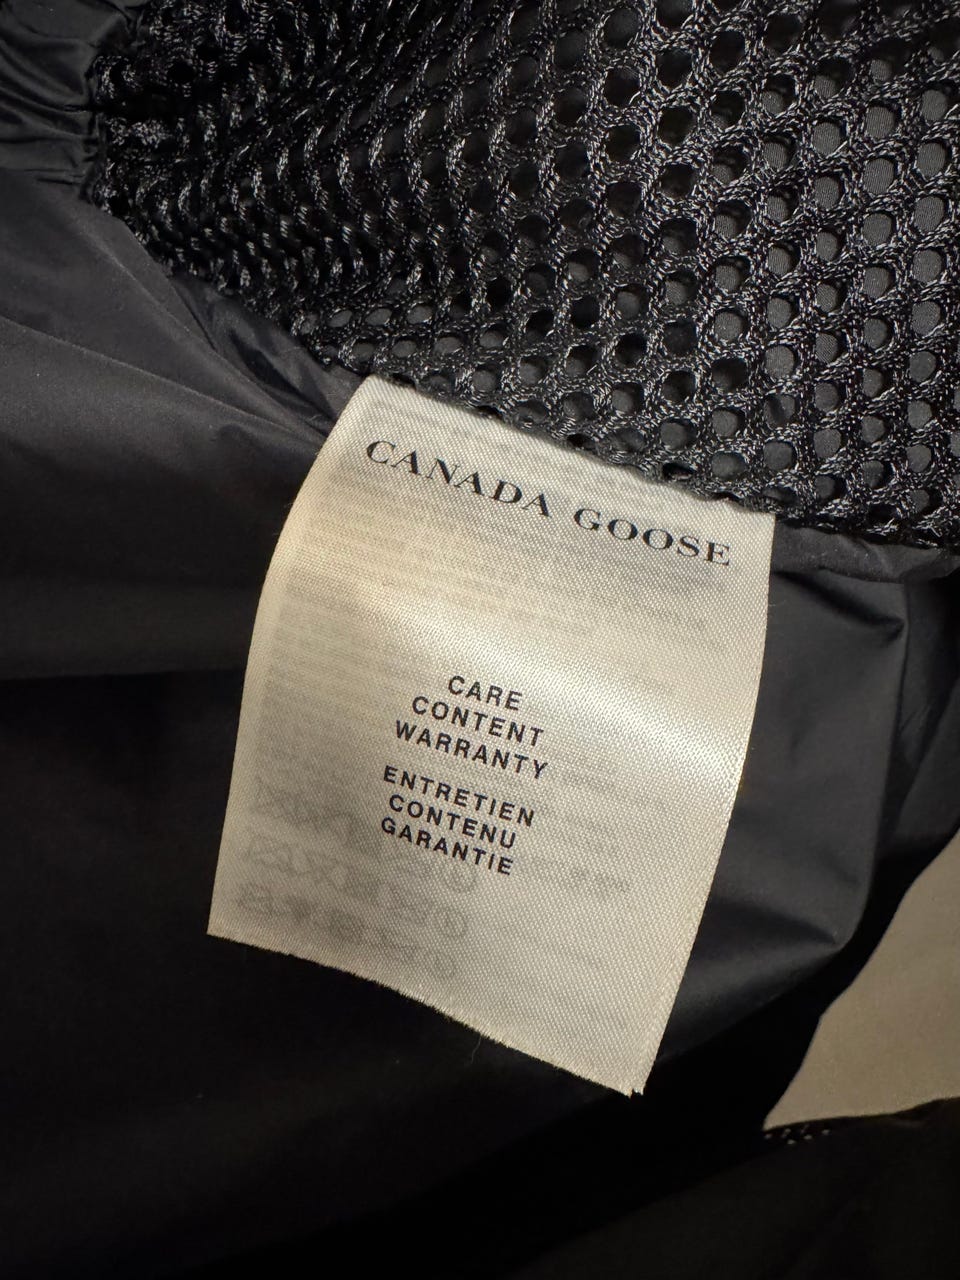 CANADA GOOSE
CARE
CONTENT
WARRANTY
ENTRETIEN
CONTENU
GARANTIE